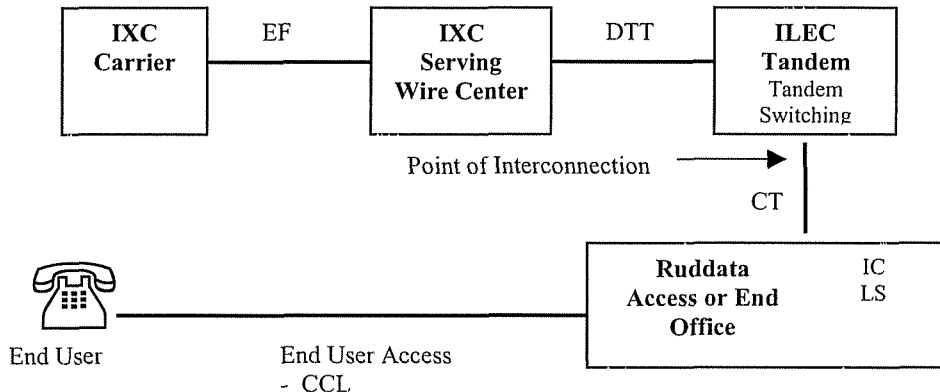 IXC
Carrier
EF
IXC
Serving
Wire Center
DTT
ILEC
Tandem
Tandem
Switching
Point of Interconnection
CT
Ruddata
Access or End
Office
IC
LS
End User
End User Access
- CCL